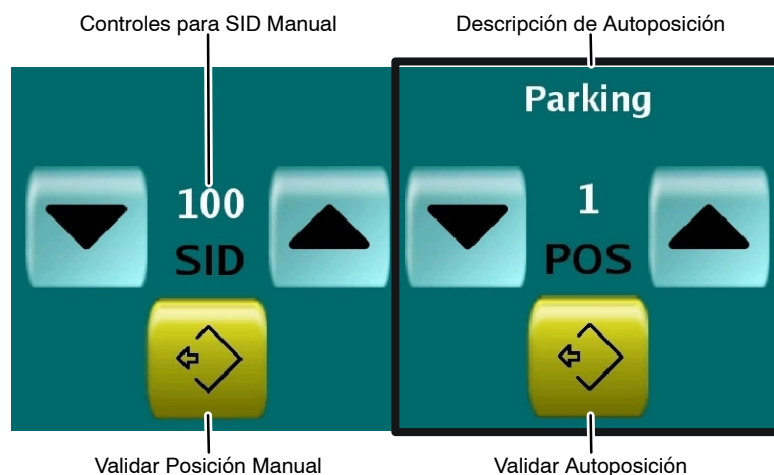 Controles para SID Manual
Descripción de Autoposición
Parking
100
SID
1
POS
Validar Posición Manual
Validar Autoposición